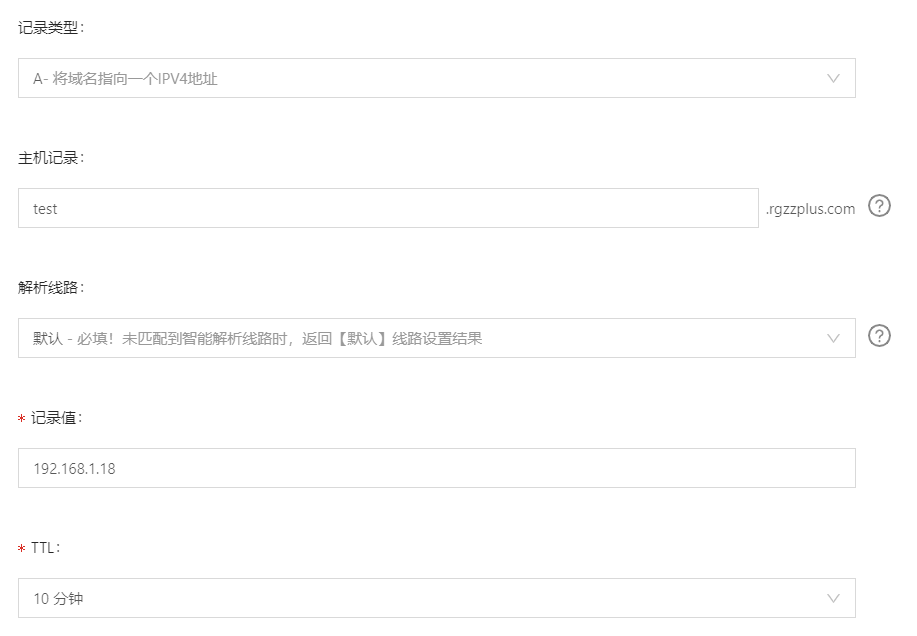 记录类型：
A- 将域名指向一个IPV4地址
主机记录：
test .rgzzplus.com ?
解析线路：
默认 - 必填！未匹配到智能解析线路时，返回【默认】线路设置结果 ?
* 记录值：
192.168.1.18
* TTL：
10 分钟